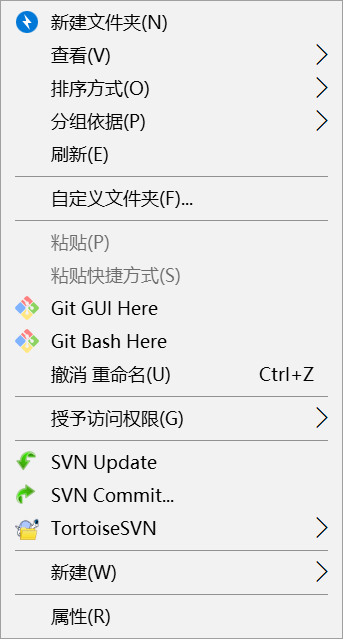 新建文件夹(N)
查看(V)
排序方式(O)
分组依据(P)
刷新(E)
自定义文件夹(F)...
粘贴(P)
粘贴快捷方式(S)
Git GUI Here
Git Bash Here
撤消 重命名(U) Ctrl+Z
授予访问权限(G)
SVN Update
SVN Commit...
TortoiseSVN
新建(W)
属性(R)